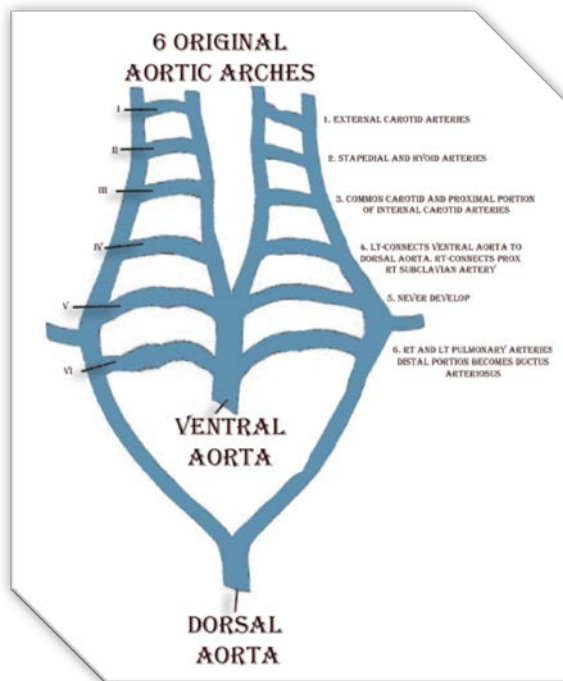 6 ORIGINAL
AORTIC ARCHES
I
II
III
IV
V
VI
1. EXTERNAL CAROTID ARTERIES
2. STAPEDIAL AND HYOID ARTERIES
3. COMMON CAROTID AND PROXIMAL PORTION
OF INTERNAL CAROTID ARTERIES
4. LT-CONNECTS VENTRAL AORTA TO
DORSAL AORTA. RT-CONNECTS PROX
RT SUBCLAVIAN ARTERY
5. NEVER DEVELOP
6. RT AND LT PULMONARY ARTERIES
DISTAL PORTION BECOMES DUCTUS
ARTERIOSUS
VENTRAL
AORTA
DORSAL
AORTA